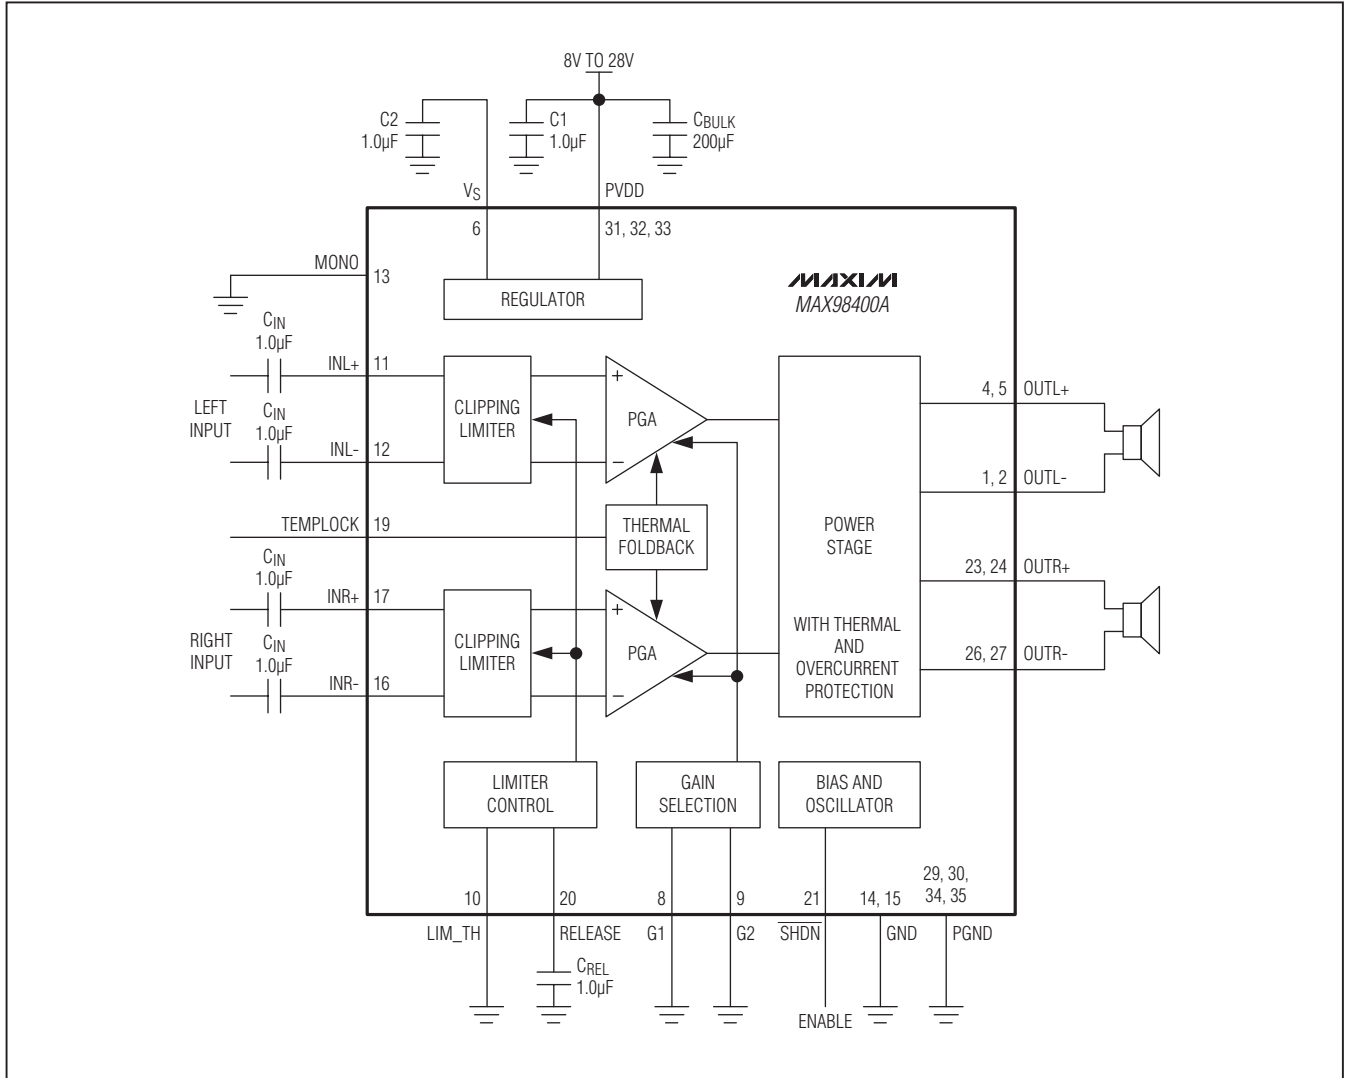 8V TO 28V
C2
1.0µF
C1
1.0µF
CBULK
200µF
VS
PVDD
6
31, 32, 33
MONO
13
REGULATOR
MAXIM
MAX98400A
CIN
1.0µF
INL+
11
LEFT
INPUT
CIN
1.0µF
INL-
12
CLIPPING
LIMITER
+
PGA
−
4, 5
OUTL+
1, 2
OUTL-
TEMPLOCK
19
THERMAL
FOLDBACK
POWER
STAGE
WITH THERMAL
AND
OVERCURRENT
PROTECTION
CIN
1.0µF
INR+
17
RIGHT
INPUT
CIN
1.0µF
INR-
16
CLIPPING
LIMITER
+
PGA
−
23, 24
OUTR+
26, 27
OUTR-
LIMITER
CONTROL
GAIN
SELECTION
BIAS AND
OSCILLATOR
10
20
8
9
21
14, 15
29, 30,
34, 35
LIM_TH
RELEASE
G1
G2
SHDN
GND
PGND
CREL
1.0µF
ENABLE